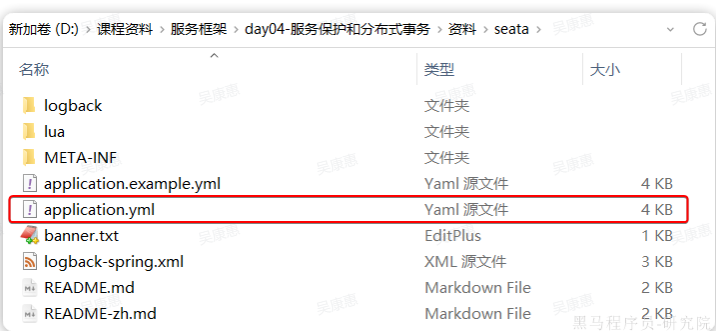 新加卷 (D:) › 课程资料 › 服务框架 › day04-服务保护和分布式事务 › 资料 › seata ›
名称 类型 大小
logback 文件夹
lua 文件夹
META-INF 文件夹
application.example.yml Yaml 源文件 4 KB
application.yml Yaml 源文件 4 KB
banner.txt EditPlus 1 KB
logback-spring.xml XML 源文件 3 KB
README.md Markdown File 2 KB
README-zh.md Markdown File 2 KB
黑马程序员-研究院
吴康惠